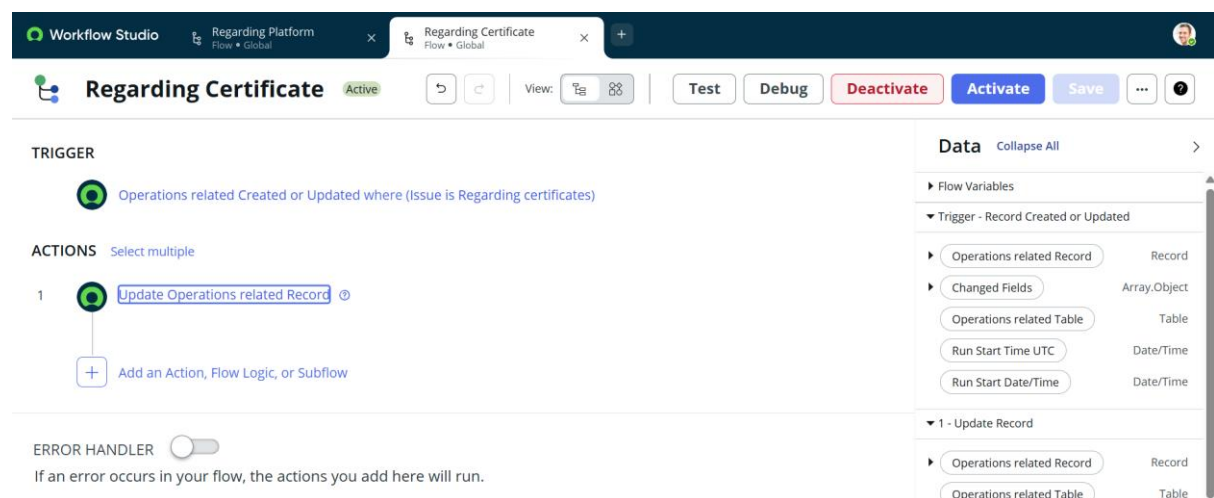 Workflow Studio
Regarding Platform
Flow • Global
Regarding Certificate
Flow • Global
Regarding Certificate Active View: Test Debug Deactivate Activate Save ... ?
TRIGGER
Operations related Created or Updated where (Issue is Regarding certificates)
ACTIONS Select multiple
1 Update Operations related Record ?
Add an Action, Flow Logic, or Subflow
ERROR HANDLER
If an error occurs in your flow, the actions you add here will run.
Data Collapse All
Flow Variables
Trigger - Record Created or Updated
Operations related Record Record
Changed Fields Array.Object
Operations related Table Table
Run Start Time UTC Date/Time
Run Start Date/Time Date/Time
1 - Update Record
Operations related Record Record
Operations related Table Table